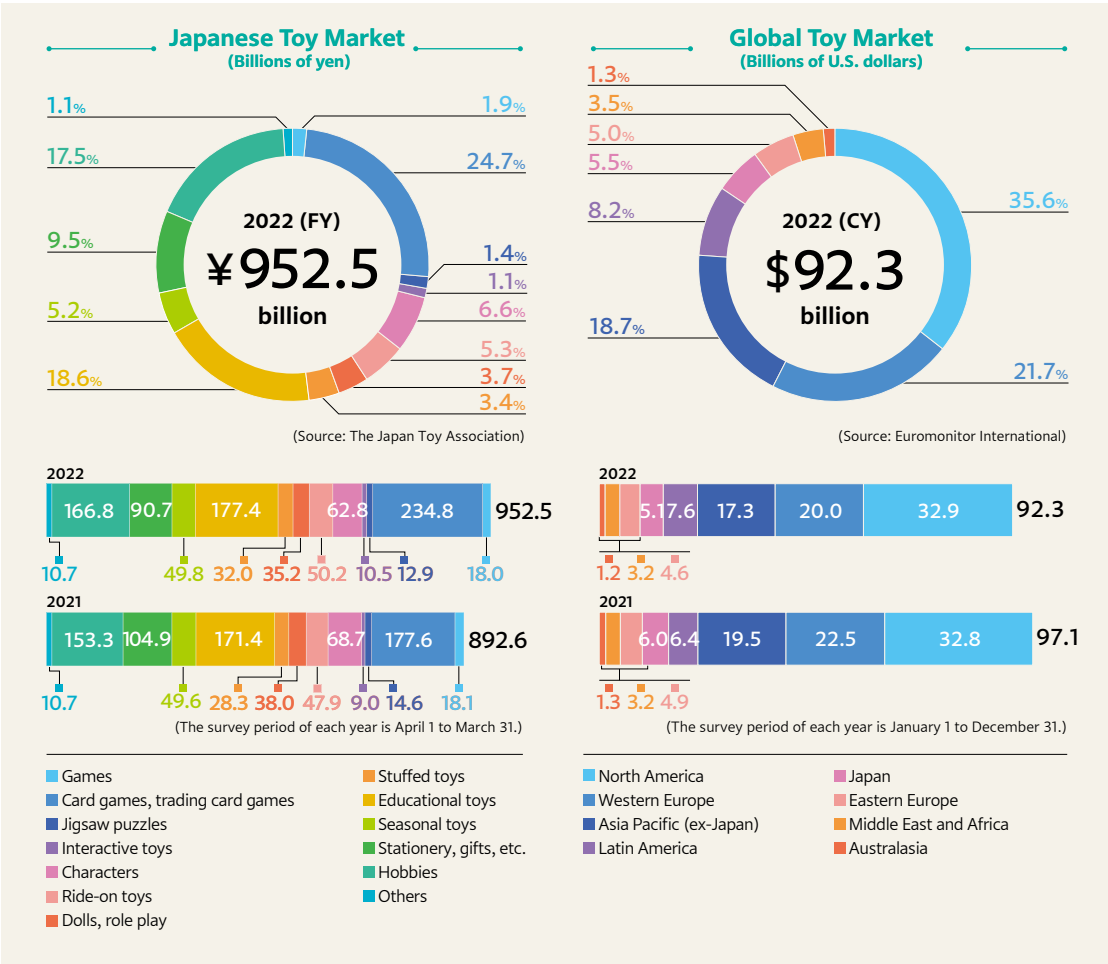 Japanese Toy Market
(Billions of yen)
1.1%
1.9%
17.5%
24.7%
9.5%
1.4%
1.1%
5.2%
6.6%
5.3%
18.6%
3.7%
3.4%
2022 (FY)
¥952.5
billion
(Source: The Japan Toy Association)
2022
166.8 90.7 177.4 62.8 234.8 952.5
10.7 49.8 32.0 35.2 50.2 10.5 12.9 18.0
2021
153.3 104.9 171.4 68.7 177.6 892.6
10.7 49.6 28.3 38.0 47.9 9.0 14.6 18.1
(The survey period of each year is April 1 to March 31.)
Games
Card games, trading card games
Jigsaw puzzles
Interactive toys
Characters
Ride-on toys
Dolls, role play
Stuffed toys
Educational toys
Seasonal toys
Stationery, gifts, etc.
Hobbies
Others
Global Toy Market
(Billions of U.S. dollars)
1.3%
3.5%
5.0%
5.5%
8.2%
35.6%
18.7%
21.7%
2022 (CY)
$92.3
billion
(Source: Euromonitor International)
2022
5.1 7.6 17.3 20.0 32.9 92.3
1.2 3.2 4.6
2021
6.0 6.4 19.5 22.5 32.8 97.1
1.3 3.2 4.9
(The survey period of each year is January 1 to December 31.)
North America
Western Europe
Asia Pacific (ex-Japan)
Latin America
Japan
Eastern Europe
Middle East and Africa
Australasia